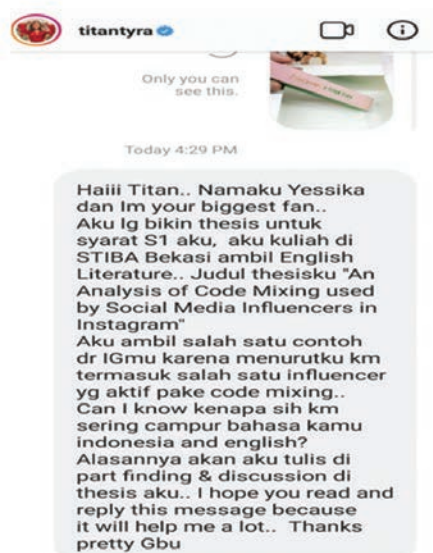 titantyra
Only you can
see this.
Today 4:29 PM
Haiii Titan.. Namaku Yessika
dan Im your biggest fan..
Aku lg bikin thesis untuk
syarat S1 aku, aku kuliah di
STIBA Bekasi ambil English
Literature.. Judul thesisku "An
Analysis of Code Mixing used
by Social Media Influencers in
Instagram"
Aku ambil salah satu contoh
dr IGmu karena menurutku km
termasuk salah satu influencer
yg aktif pake code mixing..
Can I know kenapa sih km
sering campur bahasa kamu
indonesia and english?
Alasannya akan aku tulis di
part finding & discussion di
thesis aku.. I hope you read and
reply this message because
it will help me a lot.. Thanks
pretty Gbu